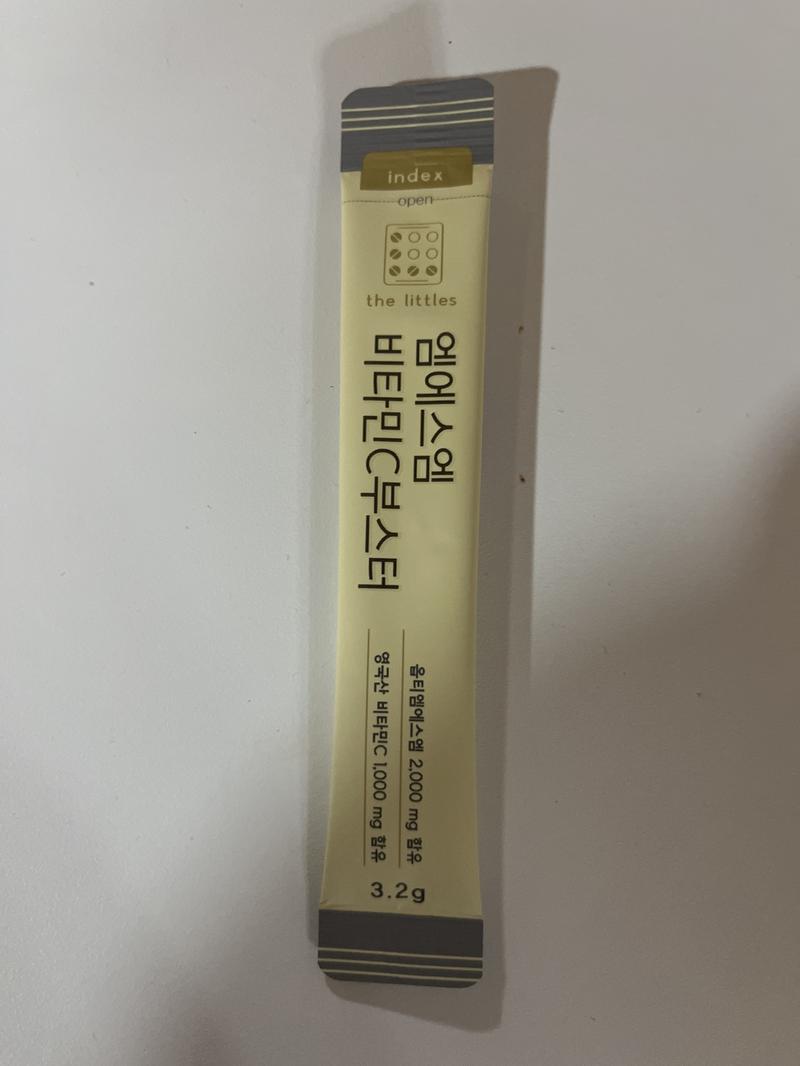 index
open
the littles
엠에스엠
비타민C부스터
옵티엠에스엠 2,000 mg 함유
영국산 비타민C 1,000 mg 함유
3.2g